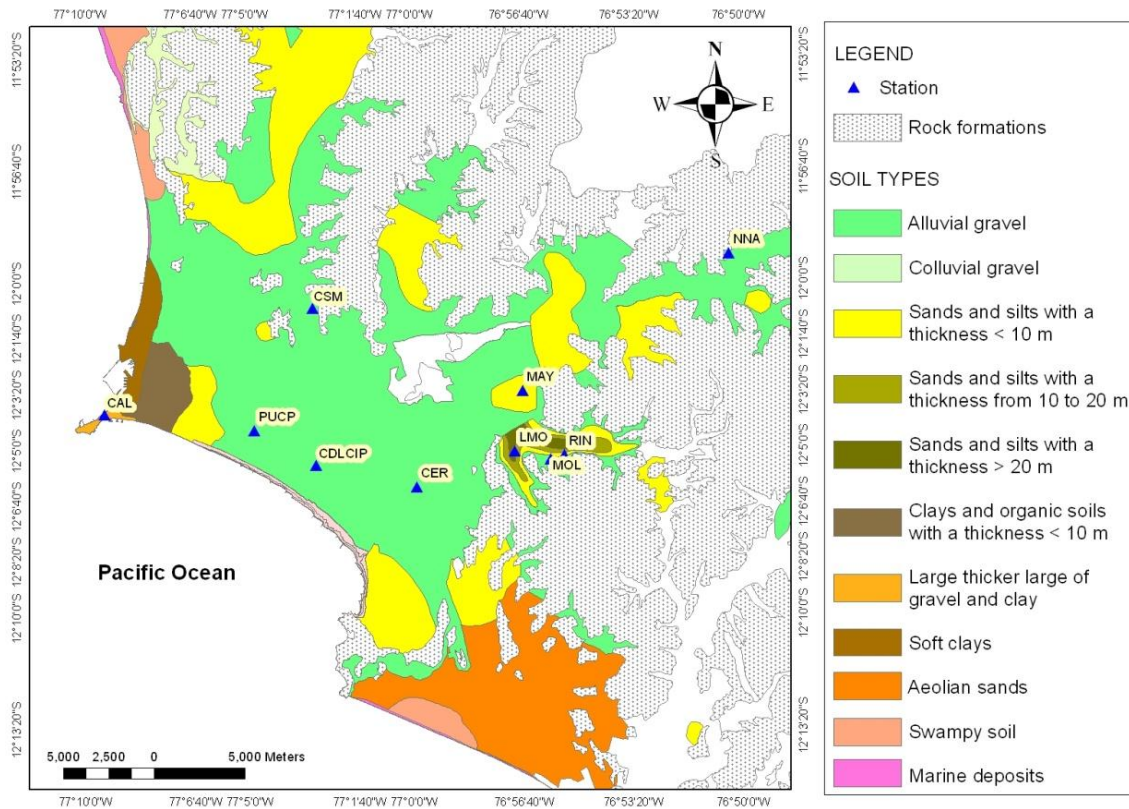 77°10'0"W 77°6'40"W 77°5'0"W 77°1'40"W 77°0'0"W 76°56'40"W 76°53'20"W 76°50'0"W
11°53'20"S
11°56'40"S
12°0'0"S
12°1'40"S
12°3'20"S
12°5'0"S
12°6'40"S
12°8'20"S
12°10'0"S
12°13'20"S
N
W E
S
NNA
CSM
MAY
CAL
PUCP
LMO RIN
MOL
CDLCIP
CER
Pacific Ocean
5,000 2,500 0 5,000 Meters
11°53'20"S
11°56'40"S
12°0'0"S
12°1'40"S
12°3'20"S
12°5'0"S
12°6'40"S
12°8'20"S
12°10'0"S
12°13'20"S
77°10'0"W 77°6'40"W 77°5'0"W 77°1'40"W 77°0'0"W 76°56'40"W 76°53'20"W 76°50'0"W
LEGEND
Station
Rock formations
SOIL TYPES
Alluvial gravel
Colluvial gravel
Sands and silts with a
thickness < 10 m
Sands and silts with a
thickness from 10 to 20 m
Sands and silts with a
thickness > 20 m
Clays and organic soils
with a thickness < 10 m
Large thicker large of
gravel and clay
Soft clays
Aeolian sands
Swampy soil
Marine deposits